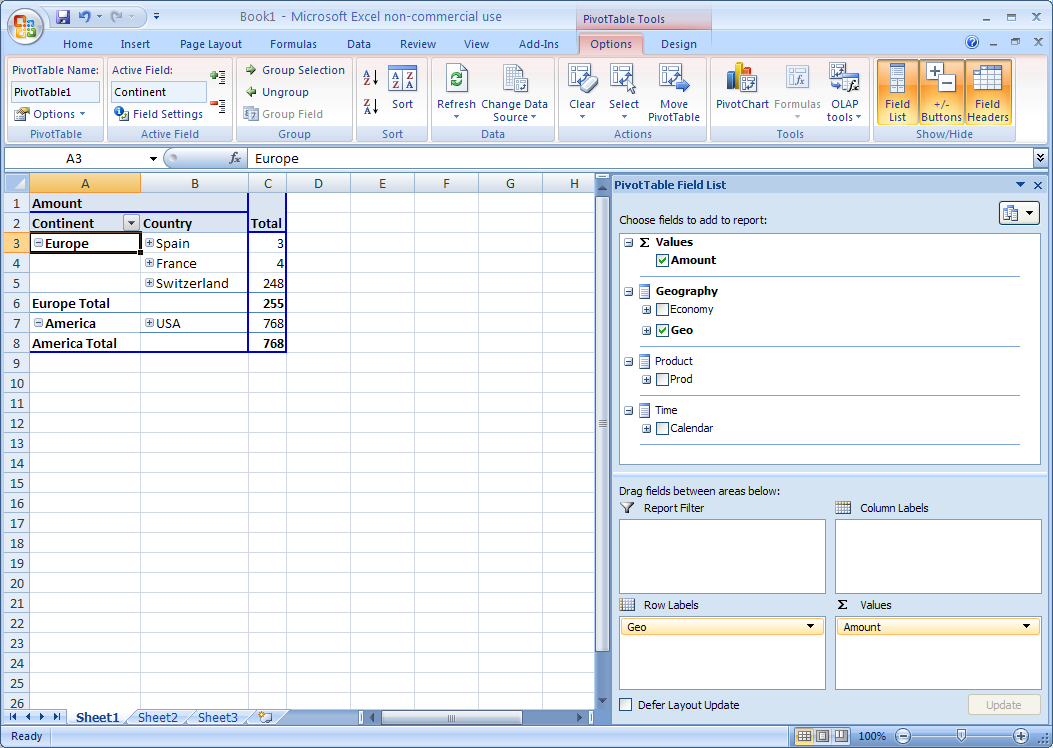 Book1 - Microsoft Excel non-commercial use
PivotTable Tools
Home Insert Page Layout Formulas Data Review View Add-Ins Options Design
PivotTable Name:
PivotTable1
Options
PivotTable
Active Field:
Continent
Field Settings
Active Field
Group Selection
Ungroup
Group Field
Group
Sort
Sort
Refresh
Change Data Source
Data
Clear
Select
Move PivotTable
Actions
PivotChart
Formulas
OLAP tools
Tools
Field List
+/- Buttons
Field Headers
Show/Hide
A3 fx Europe
A B C D E F G H
1 Amount
2 Continent Country Total
3 Europe Spain 3
4 France 4
5 Switzerland 248
6 Europe Total 255
7 America USA 768
8 America Total 768
9
10
11
12
13
14
15
16
17
18
19
20
21
22
23
24
25
26
Sheet1 Sheet2 Sheet3
PivotTable Field List
Choose fields to add to report:
Σ Values
Amount
Geography
Economy
Geo
Product
Prod
Time
Calendar
Drag fields between areas below:
Report Filter
Column Labels
Row Labels
Σ Values
Geo
Amount
Defer Layout Update
Update
Ready
100%